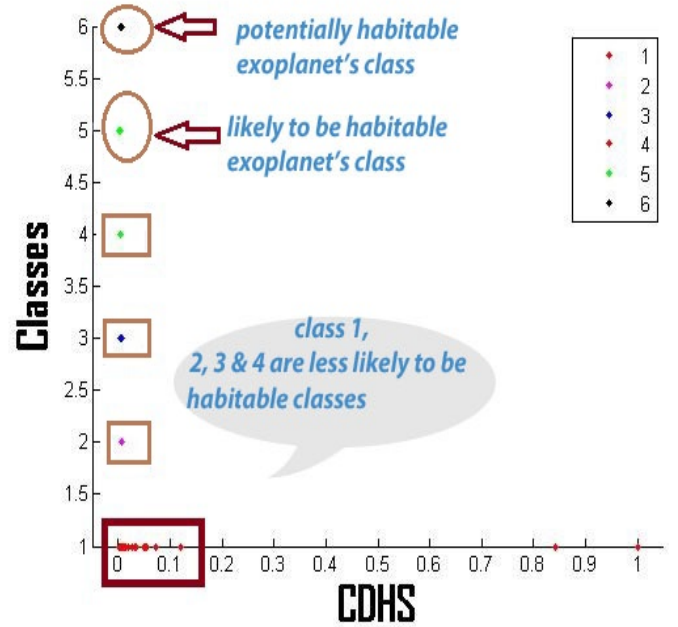 6
potentially habitable
exoplanet's class
1
2
3
4
5
6
5.5
5
likely to be habitable
exoplanet's class
4.5
4
3.5
3
class 1,
2, 3 & 4 are less likely to be
habitable classes
2.5
2
1.5
1
Classes
0 0.1 0.2 0.3 0.4 0.5 0.6 0.7 0.8 0.9 1
CDHS